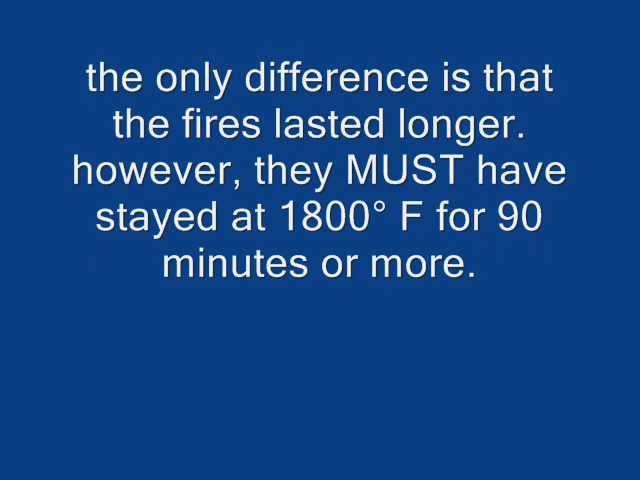 the only difference is that
the fires lasted longer.
however, they MUST have
stayed at 1800° F for 90
minutes or more.